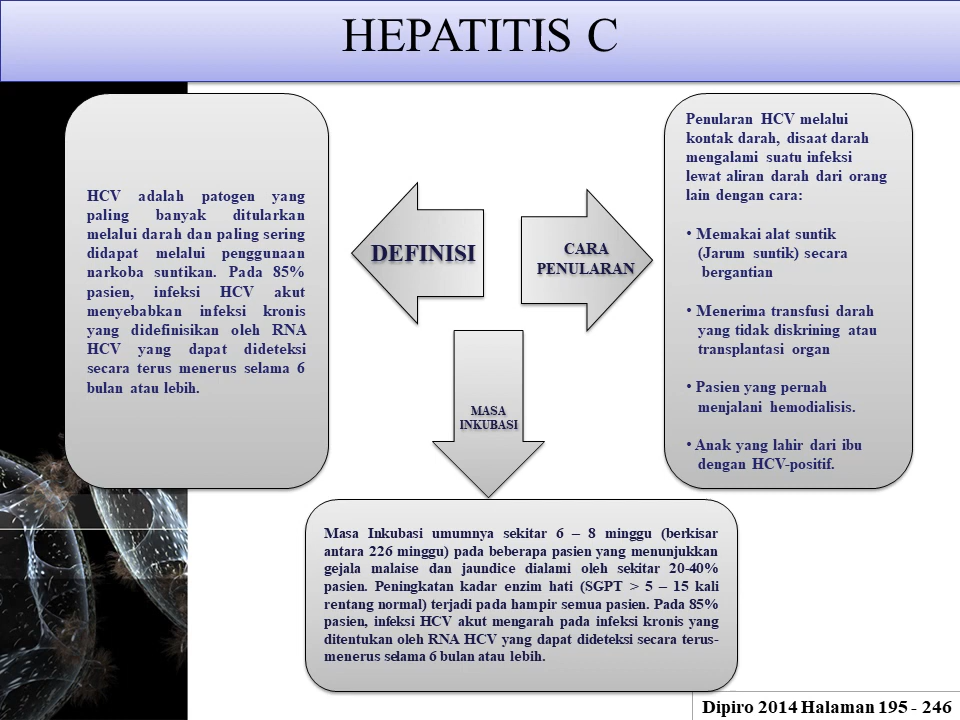 HEPATITIS C
HCV adalah patogen yang
paling banyak ditularkan
melalui darah dan paling sering
didapat melalui penggunaan
narkoba suntikan. Pada 85%
pasien, infeksi HCV akut
menyebabkan infeksi kronis
yang didefinisikan oleh RNA
HCV yang dapat dideteksi
secara terus menerus selama 6
bulan atau lebih.
DEFINISI
CARA
PENULARAN
Penularan HCV melalui
kontak darah, disaat darah
mengalami suatu infeksi
lewat aliran darah dari orang
lain dengan cara:
• Memakai alat suntik
(Jarum suntik) secara
bergantian
• Menerima transfusi darah
yang tidak diskrining atau
transplantasi organ
• Pasien yang pernah
menjalani hemodialisis.
• Anak yang lahir dari ibu
dengan HCV-positif.
MASA
INKUBASI
Masa Inkubasi umumnya sekitar 6 – 8 minggu (berkisar
antara 226 minggu) pada beberapa pasien yang menunjukkan
gejala malaise dan jaundice dialami oleh sekitar 20-40%
pasien. Peningkatan kadar enzim hati (SGPT > 5 – 15 kali
rentang normal) terjadi pada hampir semua pasien. Pada 85%
pasien, infeksi HCV akut mengarah pada infeksi kronis yang
ditentukan oleh RNA HCV yang dapat dideteksi secara terus-
menerus selama 6 bulan atau lebih.
Dipiro 2014 Halaman 195 - 246